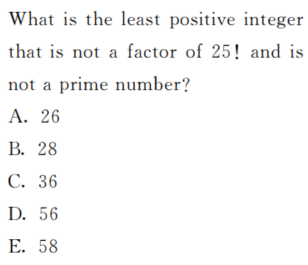 What is the least positive integer
that is not a factor of 25! and is
not a prime number?
A. 26
B. 28
C. 36
D. 56
E. 58